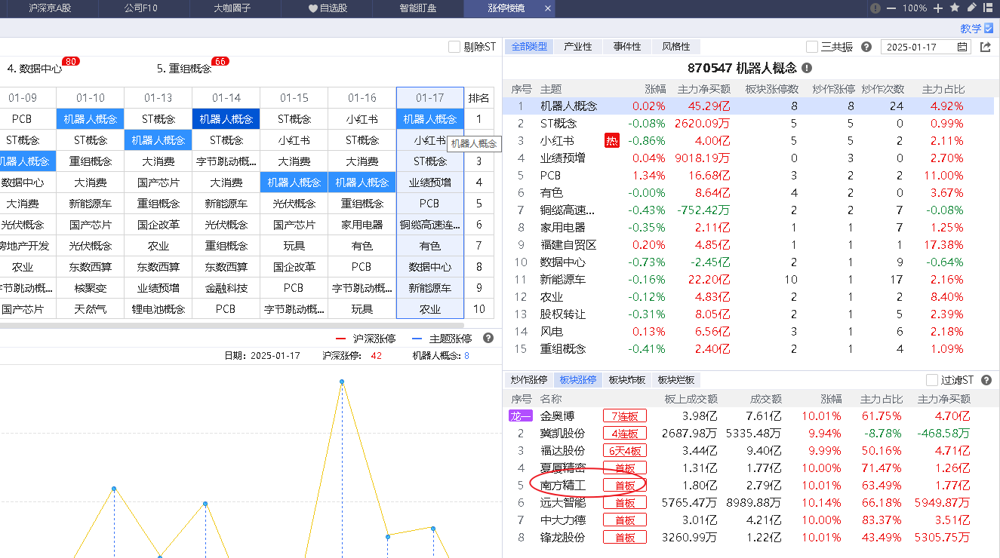 沪深京A股 公司F10 大咖圈子 自选股 智能盯盘 涨停棱镜 × 100%
教学
剔除ST
4. 数据中心 80 5. 重组概念 66
01-09 01-10 01-13 01-14 01-15 01-16 01-17 排名
PCB 机器人概念 ST概念 机器人概念 ST概念 小红书 机器人概念 1
ST概念 ST概念 机器人概念 ST概念 小红书 ST概念 小红书
机器人概念
机器人概念 重组概念 大消费 字节跳动概... 大消费 大消费 ST概念 3
数据中心 大消费 国产芯片 大消费 机器人概念 机器人概念 业绩预增 4
大消费 新能源车 重组概念 新能源车 光伏概念 重组概念 PCB 5
光伏概念 国产芯片 国企改革 光伏概念 国产芯片 家用电器 铜缆高速连... 6
房地产开发 光伏概念 农业 重组概念 玩具 有色 有色 7
农业 东数西算 东数西算 东数西算 国企改革 PCB 数据中心 8
字节跳动概... 核聚变 业绩预增 金融科技 PCB 字节跳动概... 新能源车 9
国产芯片 天然气 锂电池概念 PCB 字节跳动概... 玩具 农业 10
沪深涨停 主题涨停
日期: 2025-01-17 沪深涨停: 42 机器人概念: 8
全部类型 产业性 事件性 风格性 三共振 2025-01-17
870547 机器人概念
序号 主题 涨幅 主力净买额 板块涨停数 炒作涨停 炒作次数 主力占比
1 机器人概念 0.02% 45.29亿 8 8 24 4.92%
2 ST概念 -0.08% 2620.09万 5 5 0 0.99%
3 小红书 热 -0.86% 4.00亿 5 5 2 2.11%
4 业绩预增 0.04% 9018.19万 0 3 0 2.70%
5 PCB 1.34% 16.68亿 3 2 2 11.00%
6 有色 -0.00% 8.64亿 4 2 0 3.67%
7 铜缆高速... -0.43% -752.42万 2 2 7 -0.08%
8 家用电器 -0.35% 2.11亿 1 1 7 1.25%
9 福建自贸区 0.20% 4.85亿 1 1 1 17.38%
10 数据中心 -0.73% -2.45亿 2 1 9 -0.64%
11 新能源车 -0.16% 22.20亿 10 1 17 2.16%
12 农业 -0.12% 4.83亿 2 1 2 8.40%
13 股权转让 -0.31% 8.05亿 2 1 5 2.39%
14 风电 0.13% 6.56亿 3 1 6 2.18%
15 重组概念 -0.41% 2.40亿 2 1 4 1.09%
炒作涨停 板块涨停 板块炸板 板块烂板 过滤ST
序号 名称 板上成交额 成交额 涨幅 主力占比 主力净买额
龙一 金奥博 7连板 3.98亿 7.61亿 10.01% 61.75% 4.70亿
2 冀凯股份 4连板 2687.98万 5335.48万 9.94% -8.78% -468.58万
3 福达股份 6天4板 3.44亿 9.40亿 9.99% 50.16% 4.71亿
4 夏厦精密 首板 1.31亿 1.77亿 10.00% 71.47% 1.26亿
5 南方精工 首板 1.80亿 2.79亿 10.01% 63.49% 1.77亿
6 远大智能 首板 5765.47万 8989.88万 10.14% 66.18% 5949.87万
7 中大力德 首板 3.01亿 4.21亿 10.00% 83.37% 3.51亿
8 锋龙股份 首板 3260.99万 1.22亿 10.01% 43.49% 5305.75万